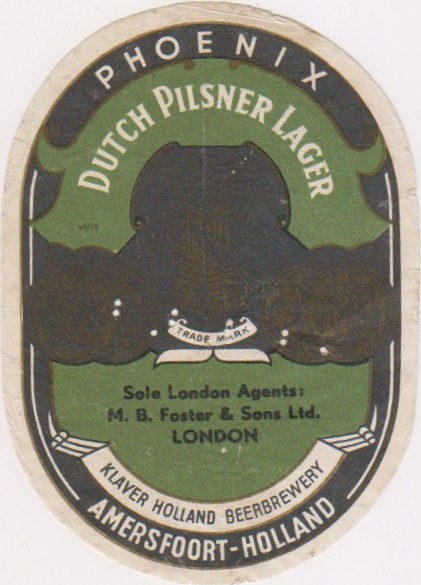 PHOENIX
DUTCH PILSNER LAGER
TRADE MARK
Sole London Agents:
M. B. Foster & Sons Ltd.
LONDON
KLAVER HOLLAND BEERBREWERY
AMERSFOORT-HOLLAND